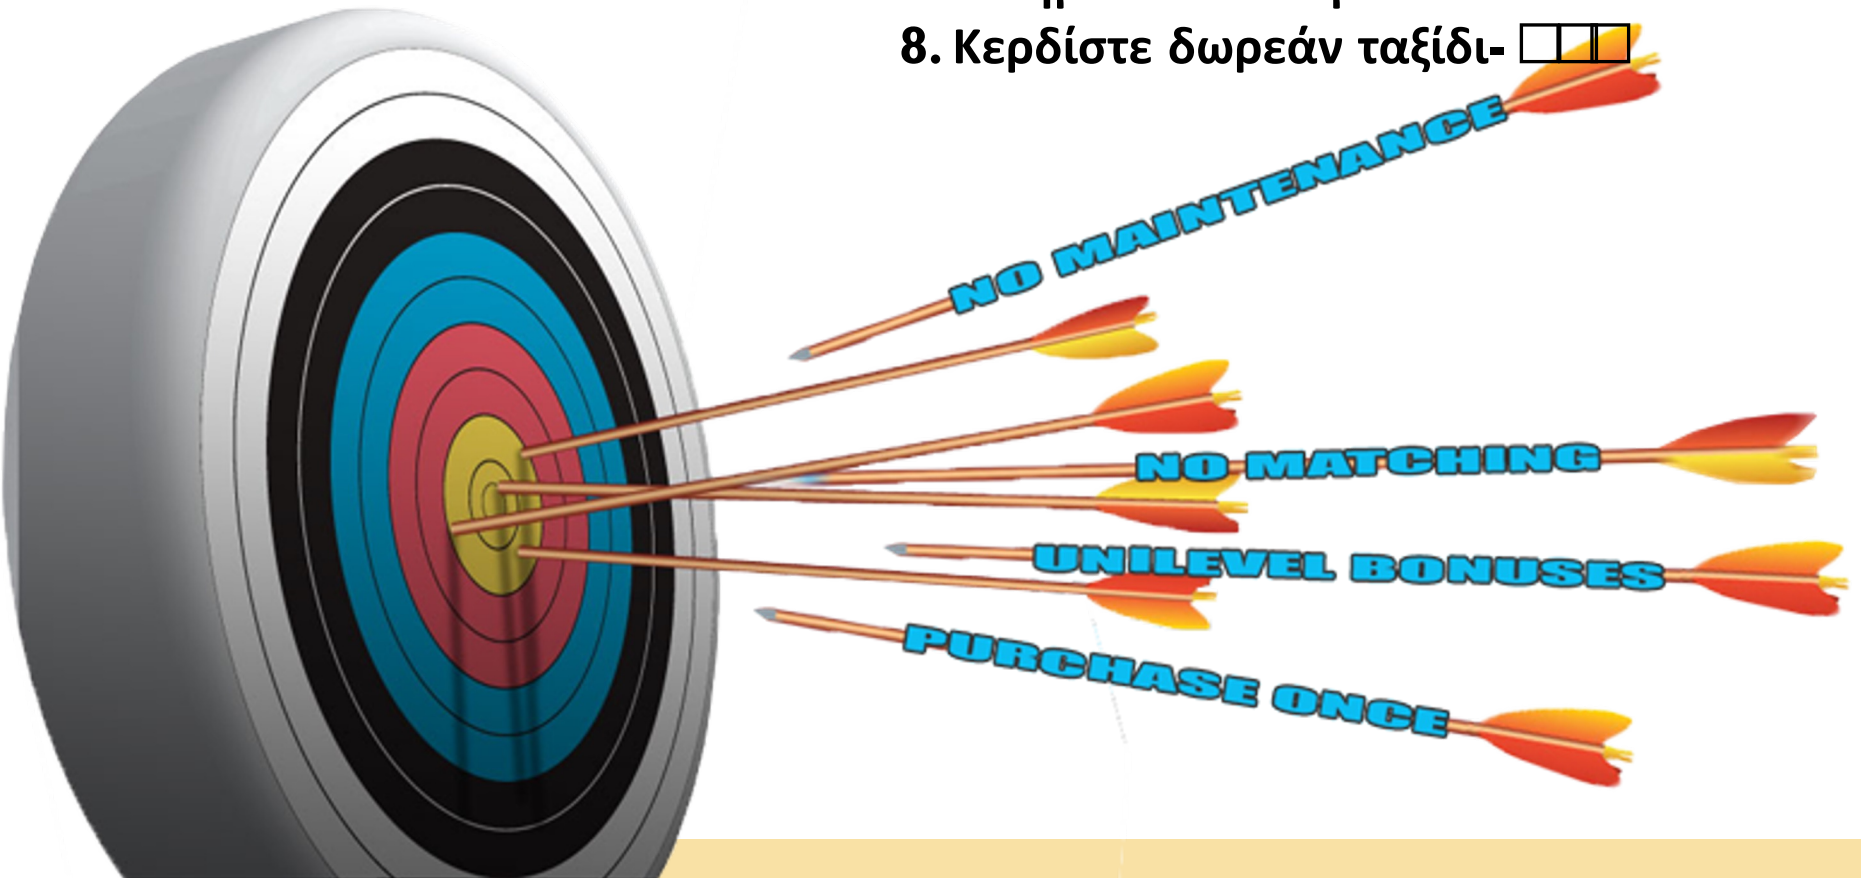 8. Κερδίστε δωρεάν ταξίδι-
NO MAINTENANCE
NO MATCHING
UNILEVEL BONUSES
PURCHASE ONCE